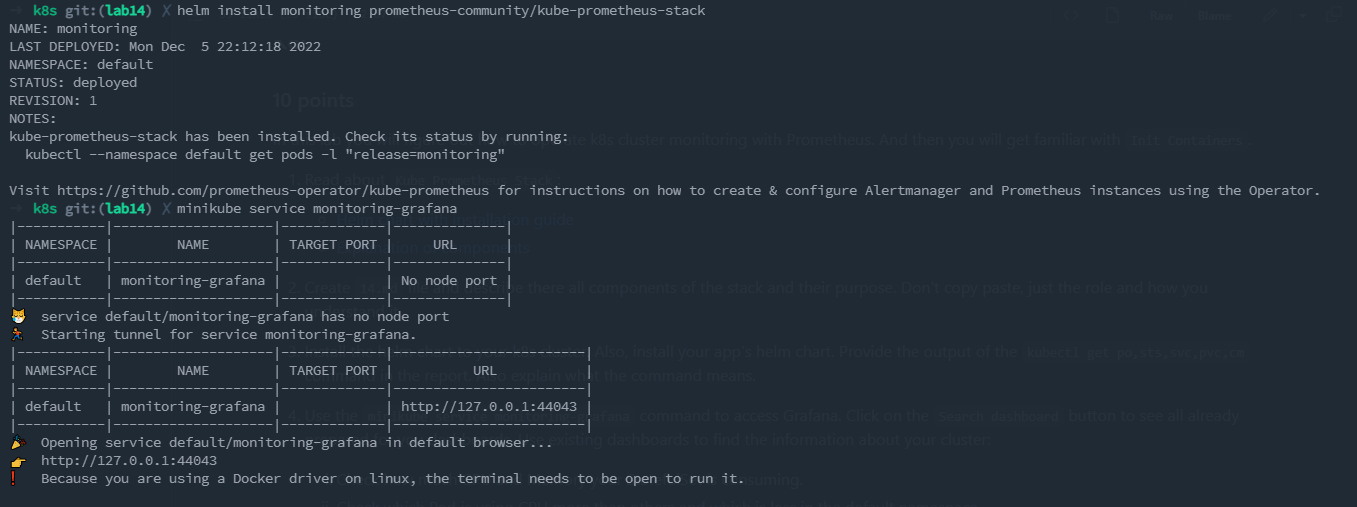 → k8s git:(lab14) ✗ helm install monitoring prometheus-community/kube-prometheus-stack
NAME: monitoring
LAST DEPLOYED: Mon Dec  5 22:12:18 2022
NAMESPACE: default
STATUS: deployed
REVISION: 1
NOTES:
kube-prometheus-stack has been installed. Check its status by running:
  kubectl --namespace default get pods -l "release=monitoring"

Visit https://github.com/prometheus-operator/kube-prometheus for instructions on how to create & configure Alertmanager and Prometheus instances using the Operator.
→ k8s git:(lab14) ✗ minikube service monitoring-grafana
|-----------|--------------------|-------------|--------------|
| NAMESPACE |        NAME        | TARGET PORT |     URL      |
|-----------|--------------------|-------------|--------------|
| default   | monitoring-grafana |             | No node port |
|-----------|--------------------|-------------|--------------|
😿  service default/monitoring-grafana has no node port
🏃  Starting tunnel for service monitoring-grafana.
|-----------|--------------------|-------------|------------------------|
| NAMESPACE |        NAME        | TARGET PORT |          URL           |
|-----------|--------------------|-------------|------------------------|
| default   | monitoring-grafana |             | http://127.0.0.1:44043 |
|-----------|--------------------|-------------|------------------------|
🎉  Opening service default/monitoring-grafana in default browser...
👉  http://127.0.0.1:44043
❗  Because you are using a Docker driver on linux, the terminal needs to be open to run it.
10 points